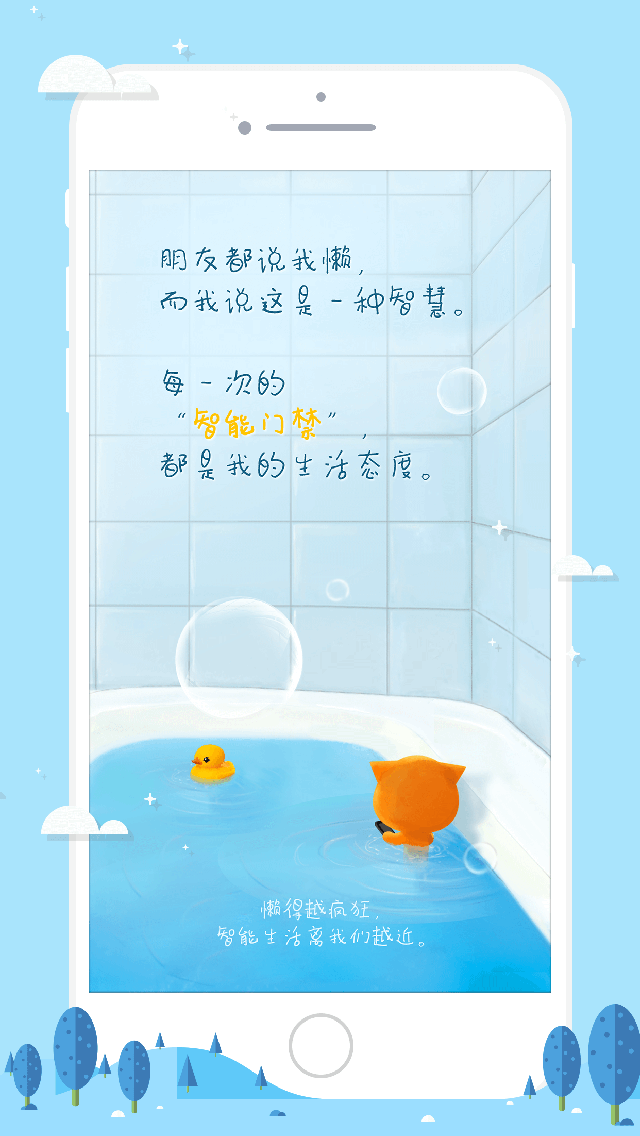 朋友都说我懒，
而我说这是一种智慧。
每一次的
“智能门禁”，
都是我的生活态度。
懒得越疯狂，
智能生活离我们越近。